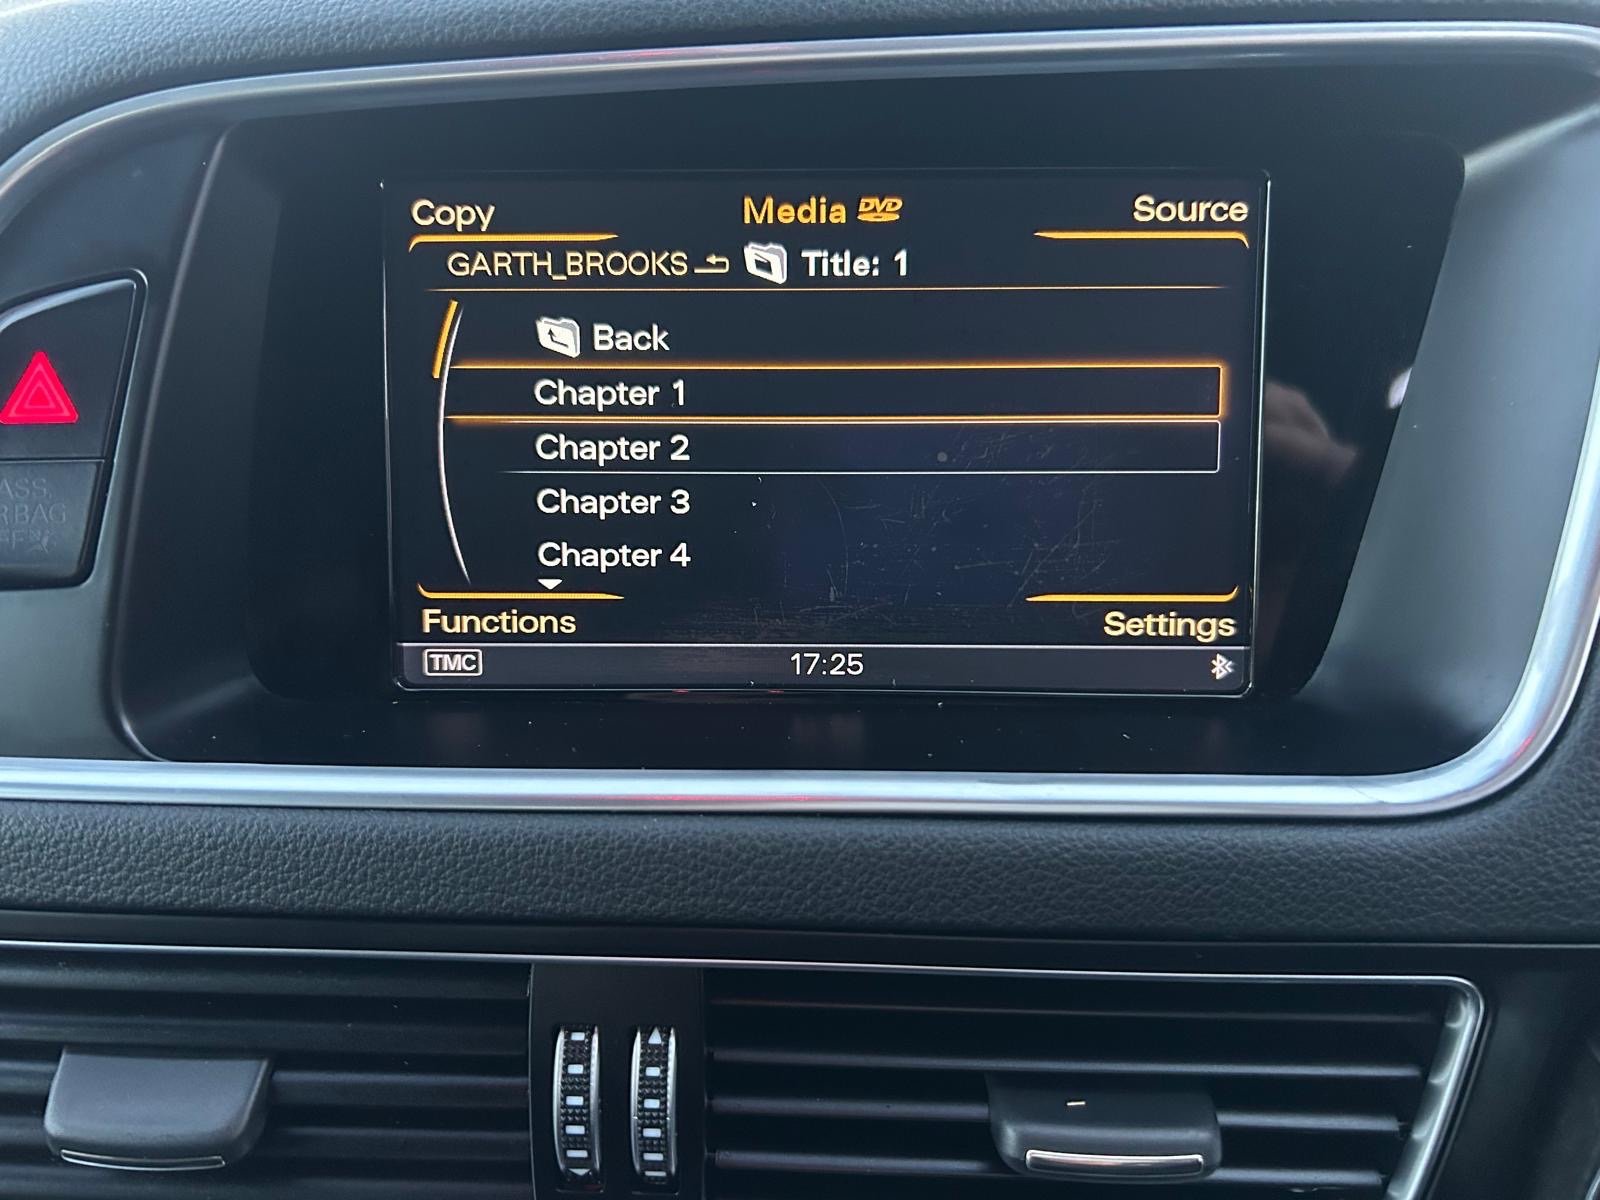 Copy
Media DVD
Source
GARTH_BROOKS
Title: 1
Back
Chapter 1
Chapter 2
Chapter 3
Chapter 4
Functions
Settings
TMC
17:25